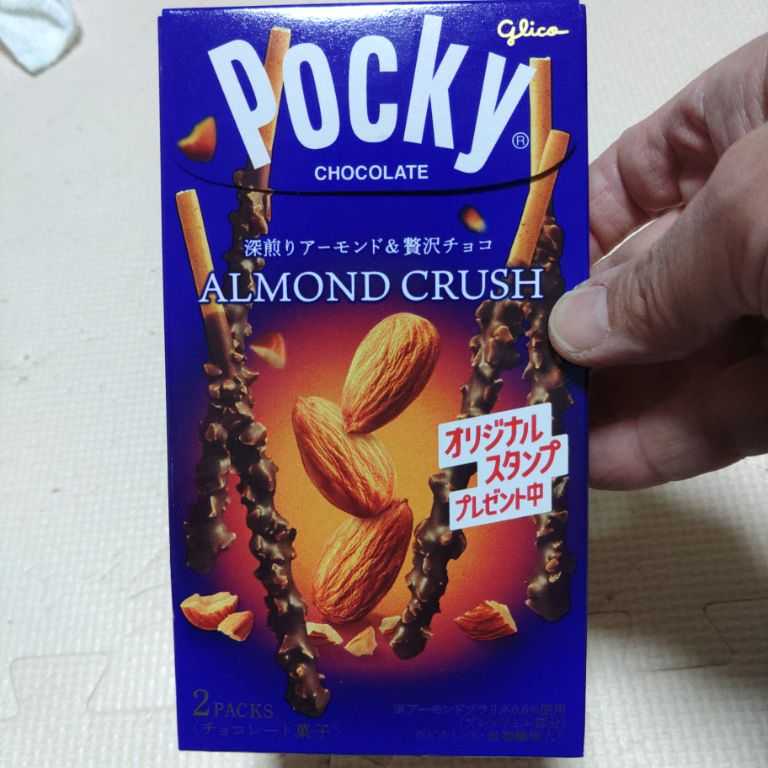 Glico
Pocky
®
CHOCOLATE
深煎りアーモンド&贅沢チョコ
ALMOND CRUSH
オリジナル
スタンプ
プレゼント中
2 PACKS
(チョコレート菓子)